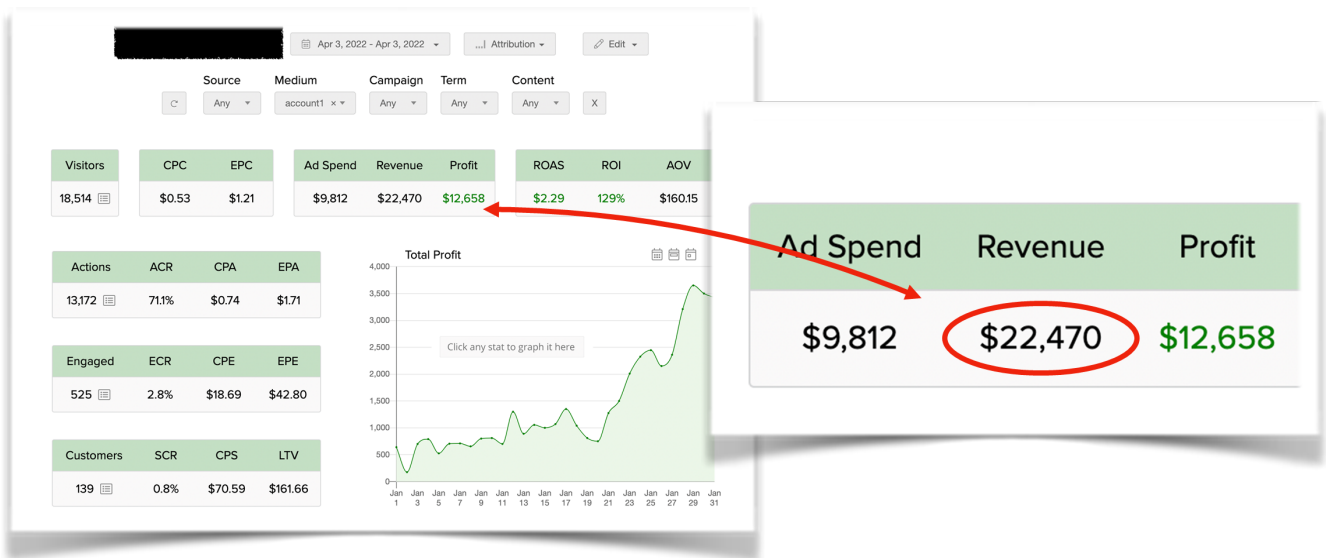 Apr 3, 2022 - Apr 3, 2022 Attribution Edit
Source Medium Campaign Term Content
Any account1 × Any Any Any X
Visitors CPC EPC Ad Spend Revenue Profit ROAS ROI AOV
18,514 $0.53 $1.21 $9,812 $22,470 $12,658 $2.29 129% $160.15
Actions ACR CPA EPA
13,172 71.1% $0.74 $1.71
Engaged ECR CPE EPE
525 2.8% $18.69 $42.80
Customers SCR CPS LTV
139 0.8% $70.59 $161.66
Total Profit
4,000
3,500
3,000
2,500
2,000
1,500
1,000
500
0
Click any stat to graph it here
Jan Jan Jan Jan Jan Jan Jan Jan Jan Jan Jan Jan Jan Jan Jan Jan
1 3 5 7 9 11 13 15 17 19 21 23 25 27 29 31
Ad Spend Revenue Profit
$9,812 $22,470 $12,658